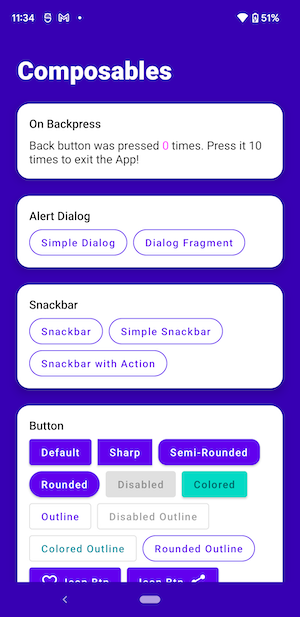 11:34 51%
Composables
On Backpress
Back button was pressed 0 times. Press it 10
times to exit the App!
Alert Dialog
Simple Dialog Dialog Fragment
Snackbar
Snackbar Simple Snackbar
Snackbar with Action
Button
Default Sharp Semi-Rounded
Rounded Disabled Colored
Outline Disabled Outline
Colored Outline Rounded Outline
Icon Btn Icon Btn